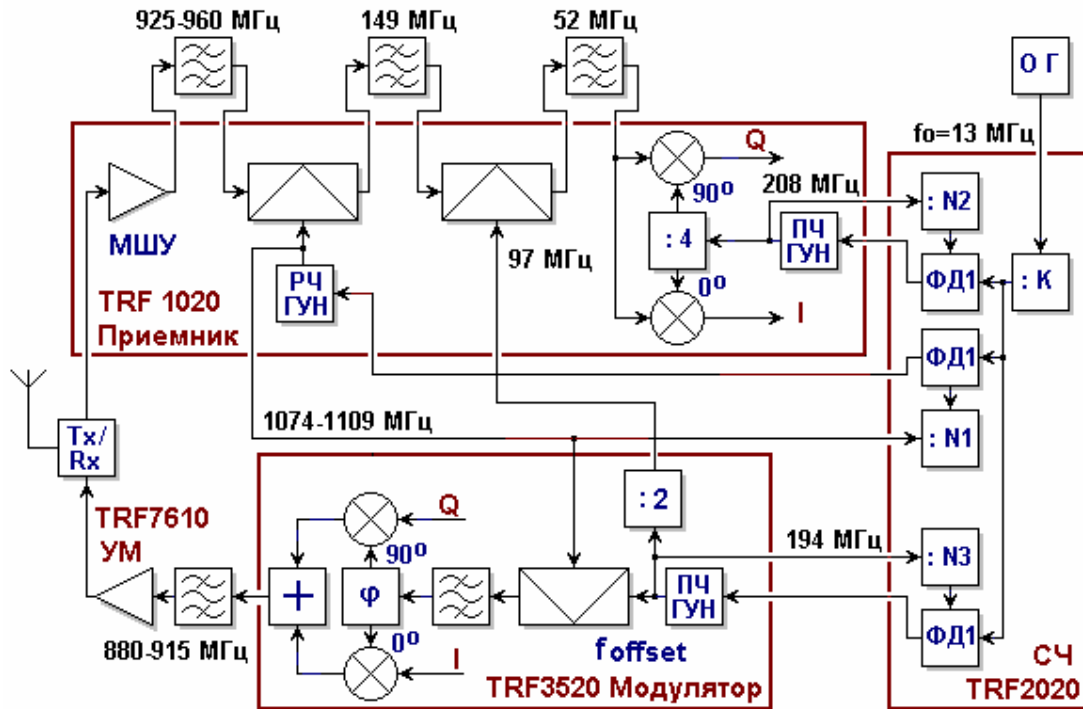 925-960 МГц
149 МГц
52 МГц
О Г
fo=13 МГц
Q
208 МГц
: N2
90º
МШУ
: 4
ПЧ
ГУН
97 МГц
РЧ
ГУН
0º
ФД1
: К
TRF 1020
Приемник
I
ФД1
1074-1109 МГц
: N1
Tx/
Rx
: 2
TRF7610
УМ
Q
194 МГц
: N3
90º
+
φ
ПЧ
ГУН
ФД1
0º
880-915 МГц
foffset
I
TRF3520 Модулятор
СЧ
TRF2020